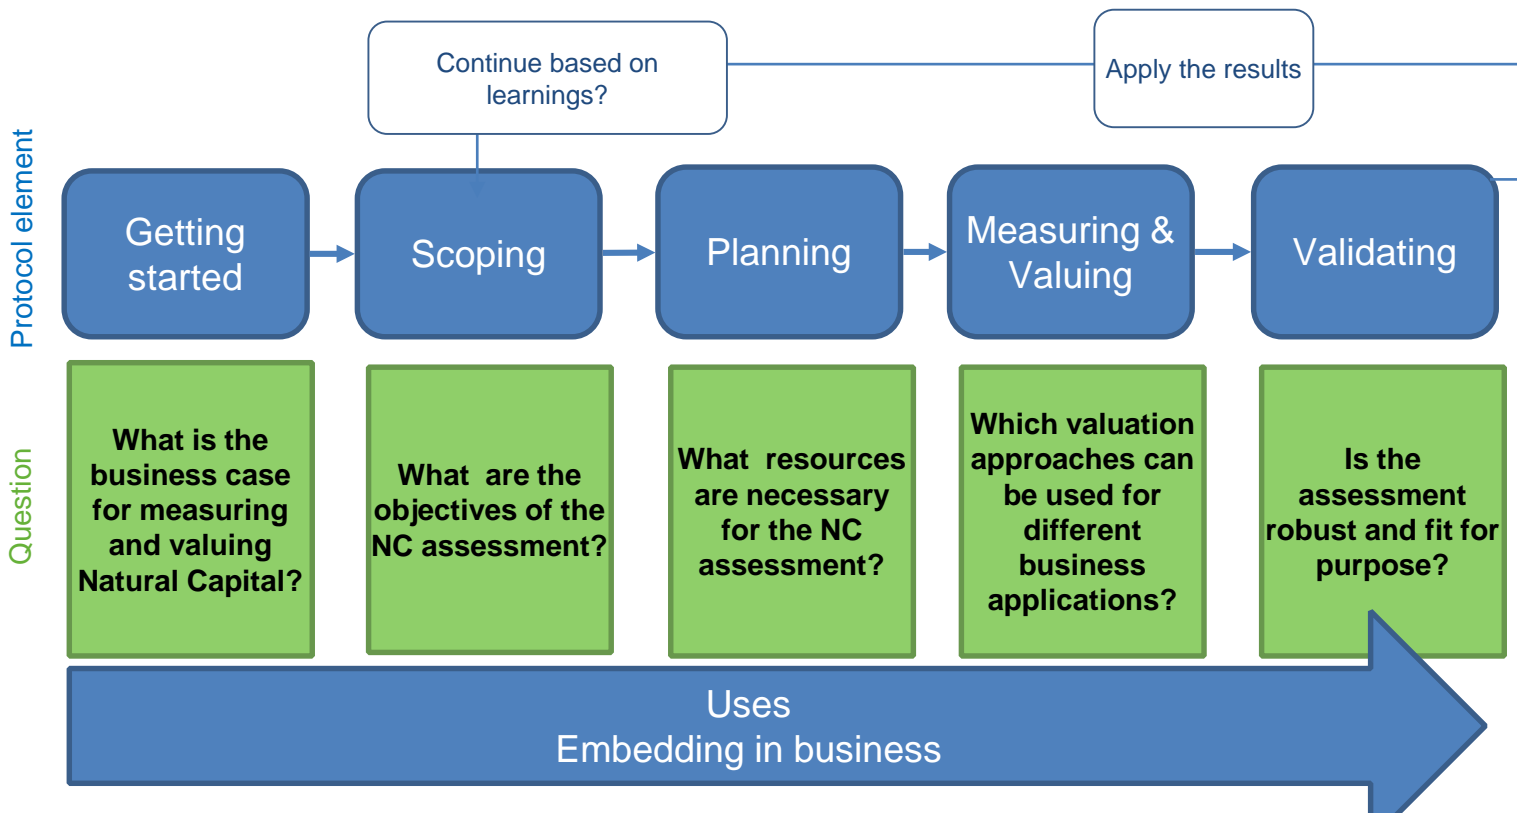 Continue based on
learnings?
Apply the results
Protocol element
Getting
started
Scoping
Planning
Measuring &
Valuing
Validating
Question
What is the
business case
for measuring
and valuing
Natural Capital?
What are the
objectives of the
NC assessment?
What resources
are necessary
for the NC
assessment?
Which valuation
approaches can
be used for
different
business
applications?
Is the
assessment
robust and fit for
purpose?
Uses
Embedding in business